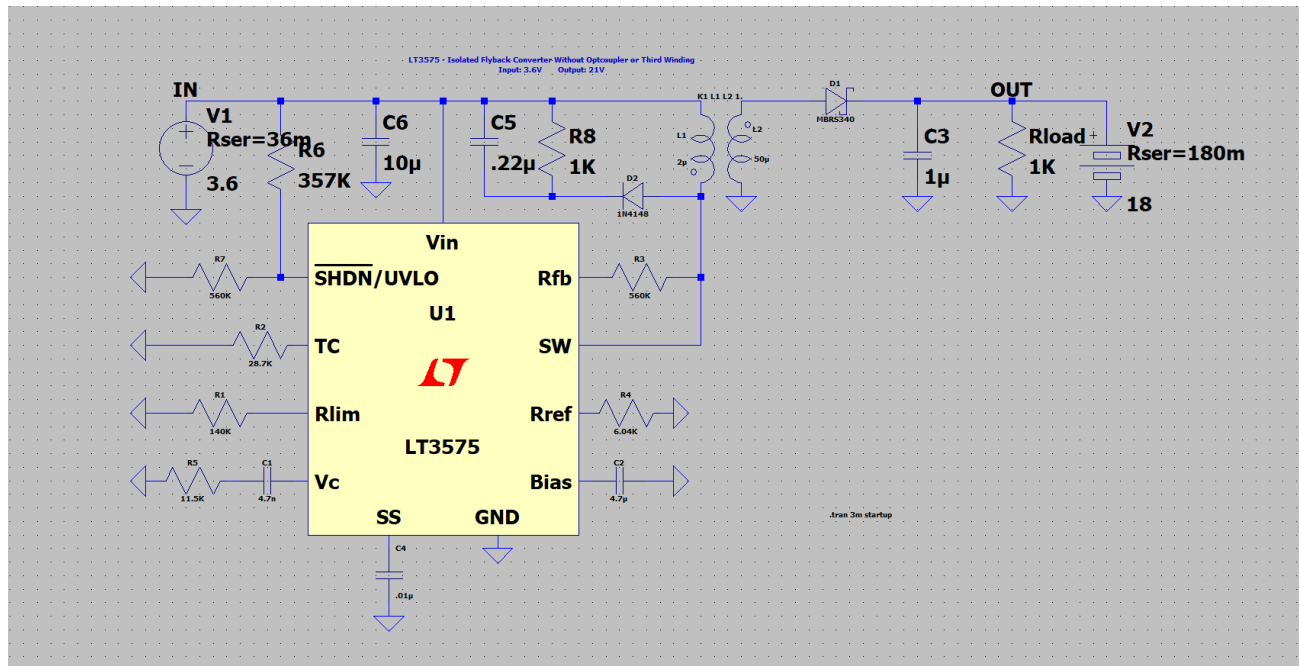 LT3575 - Isolated Flyback Converter Without Optcoupler or Third Winding
Input: 3.6V Output: 21V
IN
V1
Rser=36m
3.6
R6
357K
C6
10µ
C5
.22µ
R8
1K
D2
1N4148
K1 L1 L2 1.
L1
2µ
L2
50µ
D1
MBRS340
OUT
C3
1µ
Rload
1K
V2
Rser=180m
18
R7
560K
R2
28.7K
R1
140K
R5
11.5K
C1
4.7n
Vin
SHDN/UVLO
Rfb
U1
TC
SW
Rlim
Rref
LT3575
Vc
Bias
SS
GND
R3
560K
R4
6.04K
C2
4.7µ
C4
.01µ
.tran 3m startup